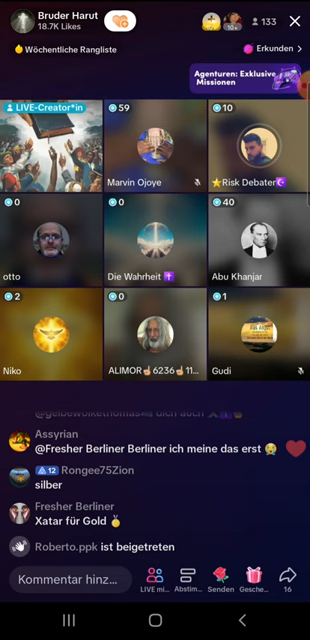 Bruder Harut
18.7K Likes
10+
133
Wöchentliche Rangliste
Erkunden
Agenturen: Exklusive
Missionen
LIVE-Creator*in
59
Marvin Ojoye
10
⭐Risk Debater☪
0
otto
0
Die Wahrheit ✝
40
Abu Khanjar
2
Niko
0
ALIMOR☝6236☝11...
1
Gudi
dich auch
Assyrian
@Fresher Berliner Berliner ich meine das erst 😭
12 Rongee75Zion
silber
Fresher Berliner
Xatar für Gold 🏅
Roberto.ppk ist beigetreten
Kommentar hinz...
LIVE mi...
Abstim...
Senden
Gesche...
16